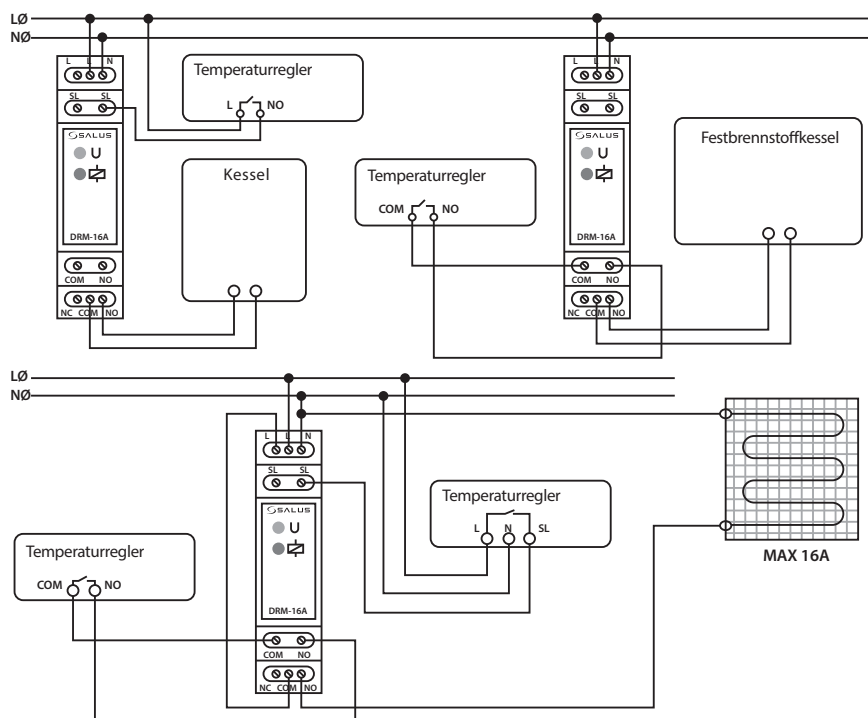 LØ
NØ
L L N
SL SL
SALUS
U
DRM-16A
COM NO
NC COM NO
Temperaturregler
L NO
Kessel
Temperaturregler
COM NO
L L N
SL SL
SALUS
U
DRM-16A
COM NO
NC COM NO
Festbrennstoffkessel
LØ
NØ
Temperaturregler
COM NO
L L N
SL SL
SALUS
U
DRM-16A
COM NO
NC COM NO
Temperaturregler
L N SL
MAX 16A